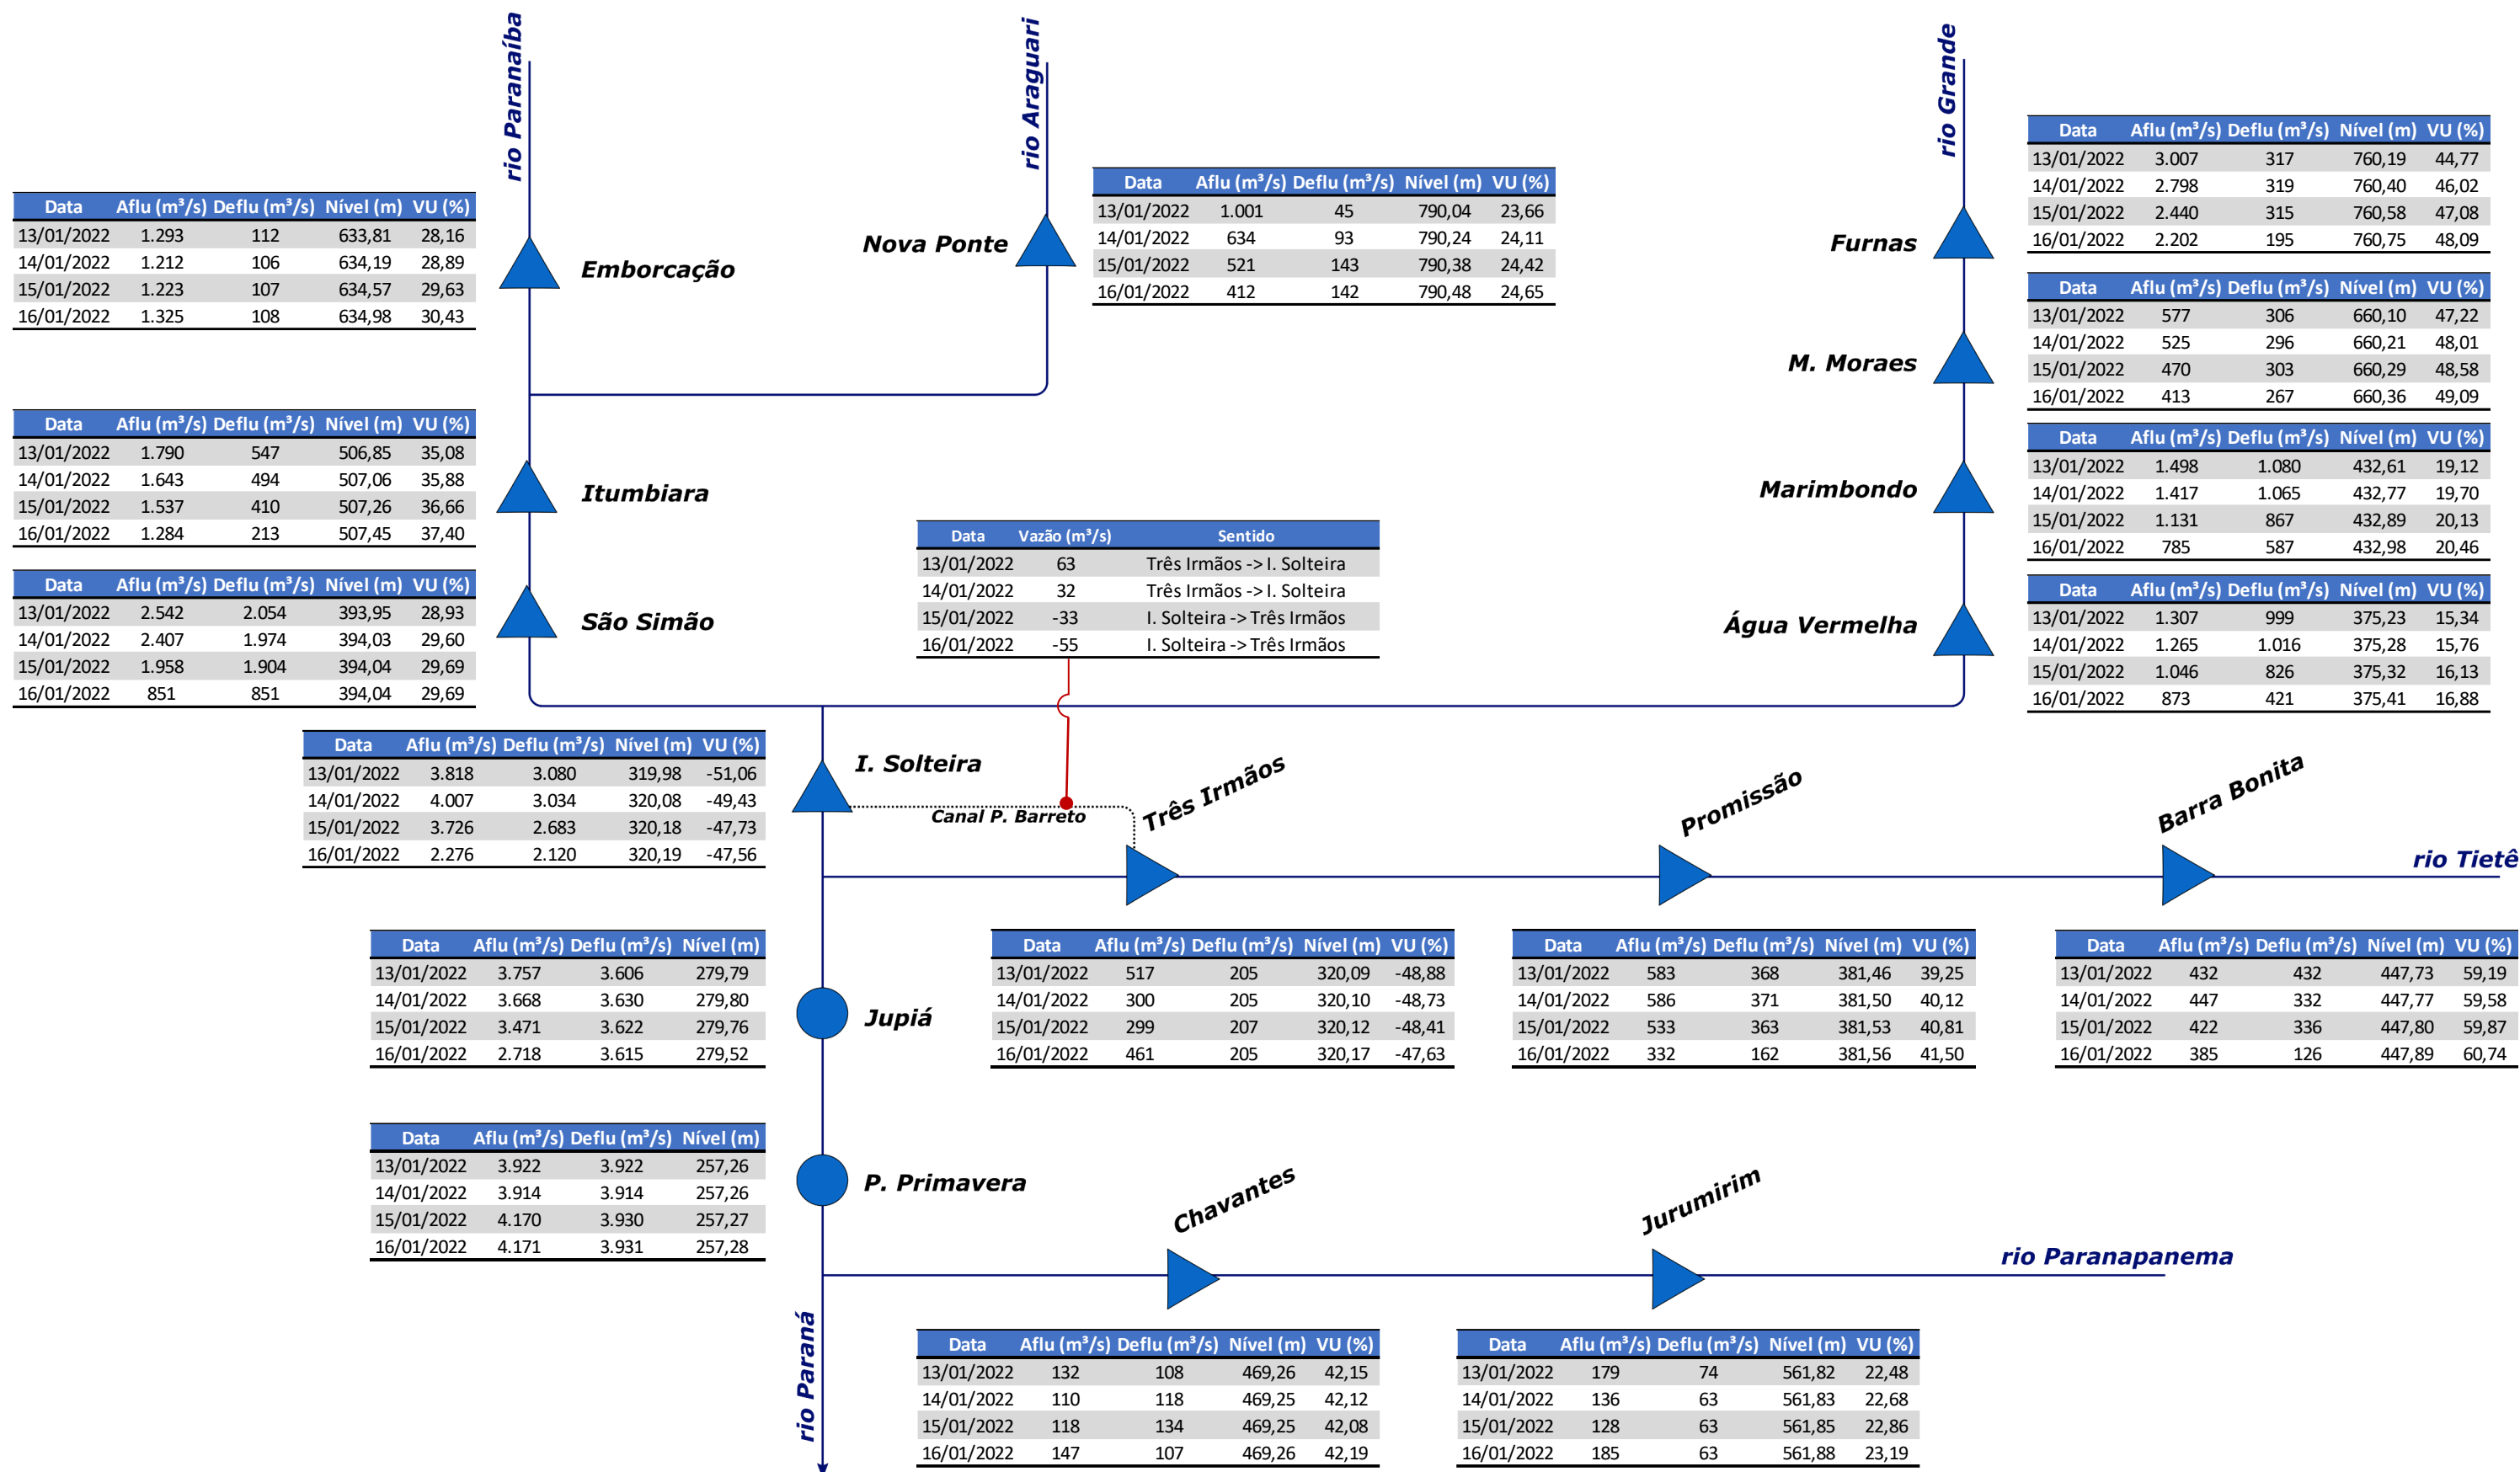 rio Paranaíba
rio Araguari
rio Grande
Data Aflu (m³/s) Deflu (m³/s) Nível (m) VU (%)
13/01/2022 3.007 317 760,19 44,77
14/01/2022 2.798 319 760,40 46,02
15/01/2022 2.440 315 760,58 47,08
16/01/2022 2.202 195 760,75 48,09
Furnas
Data Aflu (m³/s) Deflu (m³/s) Nível (m) VU (%)
13/01/2022 1.001 45 790,04 23,66
14/01/2022 634 93 790,24 24,11
15/01/2022 521 143 790,38 24,42
16/01/2022 412 142 790,48 24,65
Nova Ponte
Data Aflu (m³/s) Deflu (m³/s) Nível (m) VU (%)
13/01/2022 1.293 112 633,81 28,16
14/01/2022 1.212 106 634,19 28,89
15/01/2022 1.223 107 634,57 29,63
16/01/2022 1.325 108 634,98 30,43
Emborcação
Data Aflu (m³/s) Deflu (m³/s) Nível (m) VU (%)
13/01/2022 577 306 660,10 47,22
14/01/2022 525 296 660,21 48,01
15/01/2022 470 303 660,29 48,58
16/01/2022 413 267 660,36 49,09
M. Moraes
Data Aflu (m³/s) Deflu (m³/s) Nível (m) VU (%)
13/01/2022 1.790 547 506,85 35,08
14/01/2022 1.643 494 507,06 35,88
15/01/2022 1.537 410 507,26 36,66
16/01/2022 1.284 213 507,45 37,40
Itumbiara
Data Aflu (m³/s) Deflu (m³/s) Nível (m) VU (%)
13/01/2022 1.498 1.080 432,61 19,12
14/01/2022 1.417 1.065 432,77 19,70
15/01/2022 1.131 867 432,89 20,13
16/01/2022 785 587 432,98 20,46
Marimbondo
Data Vazão (m³/s) Sentido
13/01/2022 63 Três Irmãos -> I. Solteira
14/01/2022 32 Três Irmãos -> I. Solteira
15/01/2022 -33 I. Solteira -> Três Irmãos
16/01/2022 -55 I. Solteira -> Três Irmãos
Data Aflu (m³/s) Deflu (m³/s) Nível (m) VU (%)
13/01/2022 2.542 2.054 393,95 28,93
14/01/2022 2.407 1.974 394,03 29,60
15/01/2022 1.958 1.904 394,04 29,69
16/01/2022 851 851 394,04 29,69
São Simão
Data Aflu (m³/s) Deflu (m³/s) Nível (m) VU (%)
13/01/2022 1.307 999 375,23 15,34
14/01/2022 1.265 1.016 375,28 15,76
15/01/2022 1.046 826 375,32 16,13
16/01/2022 873 421 375,41 16,88
Água Vermelha
Data Aflu (m³/s) Deflu (m³/s) Nível (m) VU (%)
13/01/2022 3.818 3.080 319,98 -51,06
14/01/2022 4.007 3.034 320,08 -49,43
15/01/2022 3.726 2.683 320,18 -47,73
16/01/2022 2.276 2.120 320,19 -47,56
I. Solteira
Canal P. Barreto
Três Irmãos
Promissão
Barra Bonita
rio Tietê
Data Aflu (m³/s) Deflu (m³/s) Nível (m)
13/01/2022 3.757 3.606 279,79
14/01/2022 3.668 3.630 279,80
15/01/2022 3.471 3.622 279,76
16/01/2022 2.718 3.615 279,52
Jupiá
Data Aflu (m³/s) Deflu (m³/s) Nível (m) VU (%)
13/01/2022 517 205 320,09 -48,88
14/01/2022 300 205 320,10 -48,73
15/01/2022 299 207 320,12 -48,41
16/01/2022 461 205 320,17 -47,63
Data Aflu (m³/s) Deflu (m³/s) Nível (m) VU (%)
13/01/2022 583 368 381,46 39,25
14/01/2022 586 371 381,50 40,12
15/01/2022 533 363 381,53 40,81
16/01/2022 332 162 381,56 41,50
Data Aflu (m³/s) Deflu (m³/s) Nível (m) VU (%)
13/01/2022 432 432 447,73 59,19
14/01/2022 447 332 447,77 59,58
15/01/2022 422 336 447,80 59,87
16/01/2022 385 126 447,89 60,74
Data Aflu (m³/s) Deflu (m³/s) Nível (m)
13/01/2022 3.922 3.922 257,26
14/01/2022 3.914 3.914 257,26
15/01/2022 4.170 3.930 257,27
16/01/2022 4.171 3.931 257,28
P. Primavera
Chavantes
Jurumirim
rio Paranapanema
rio Paraná
Data Aflu (m³/s) Deflu (m³/s) Nível (m) VU (%)
13/01/2022 132 108 469,26 42,15
14/01/2022 110 118 469,25 42,12
15/01/2022 118 134 469,25 42,08
16/01/2022 147 107 469,26 42,19
Data Aflu (m³/s) Deflu (m³/s) Nível (m) VU (%)
13/01/2022 179 74 561,82 22,48
14/01/2022 136 63 561,83 22,68
15/01/2022 128 63 561,85 22,86
16/01/2022 185 63 561,88 23,19